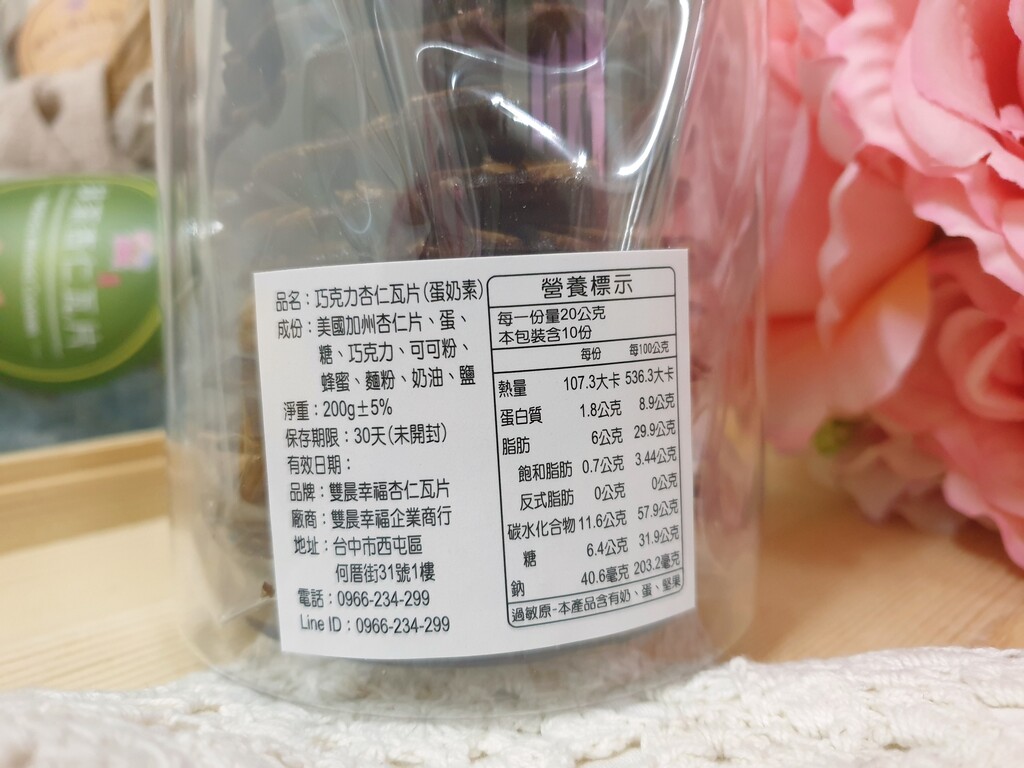 品名：巧克力杏仁瓦片(蛋奶素)
成份：美國加州杏仁片、蛋、
糖、巧克力、可可粉、
蜂蜜、麵粉、奶油、鹽
淨重：200g±5%
保存期限：30天(未開封)
有效日期：
品牌：雙晨幸福杏仁瓦片
廠商：雙晨幸福企業商行
地址：台中市西屯區
何厝街31號1樓
電話：0966-234-299
Line ID：0966-234-299
營養標示
每一份量20公克
本包裝含10份
每份 每100公克
熱量 107.3大卡 536.3大卡
蛋白質 1.8公克 8.9公克
脂肪 6公克 29.9公克
飽和脂肪 0.7公克 3.44公克
反式脂肪 0公克 0公克
碳水化合物 11.6公克 57.9公克
糖 6.4公克 31.9公克
鈉 40.6毫克 203.2毫克
過敏原-本產品含有奶、蛋、堅果
杏仁瓦片